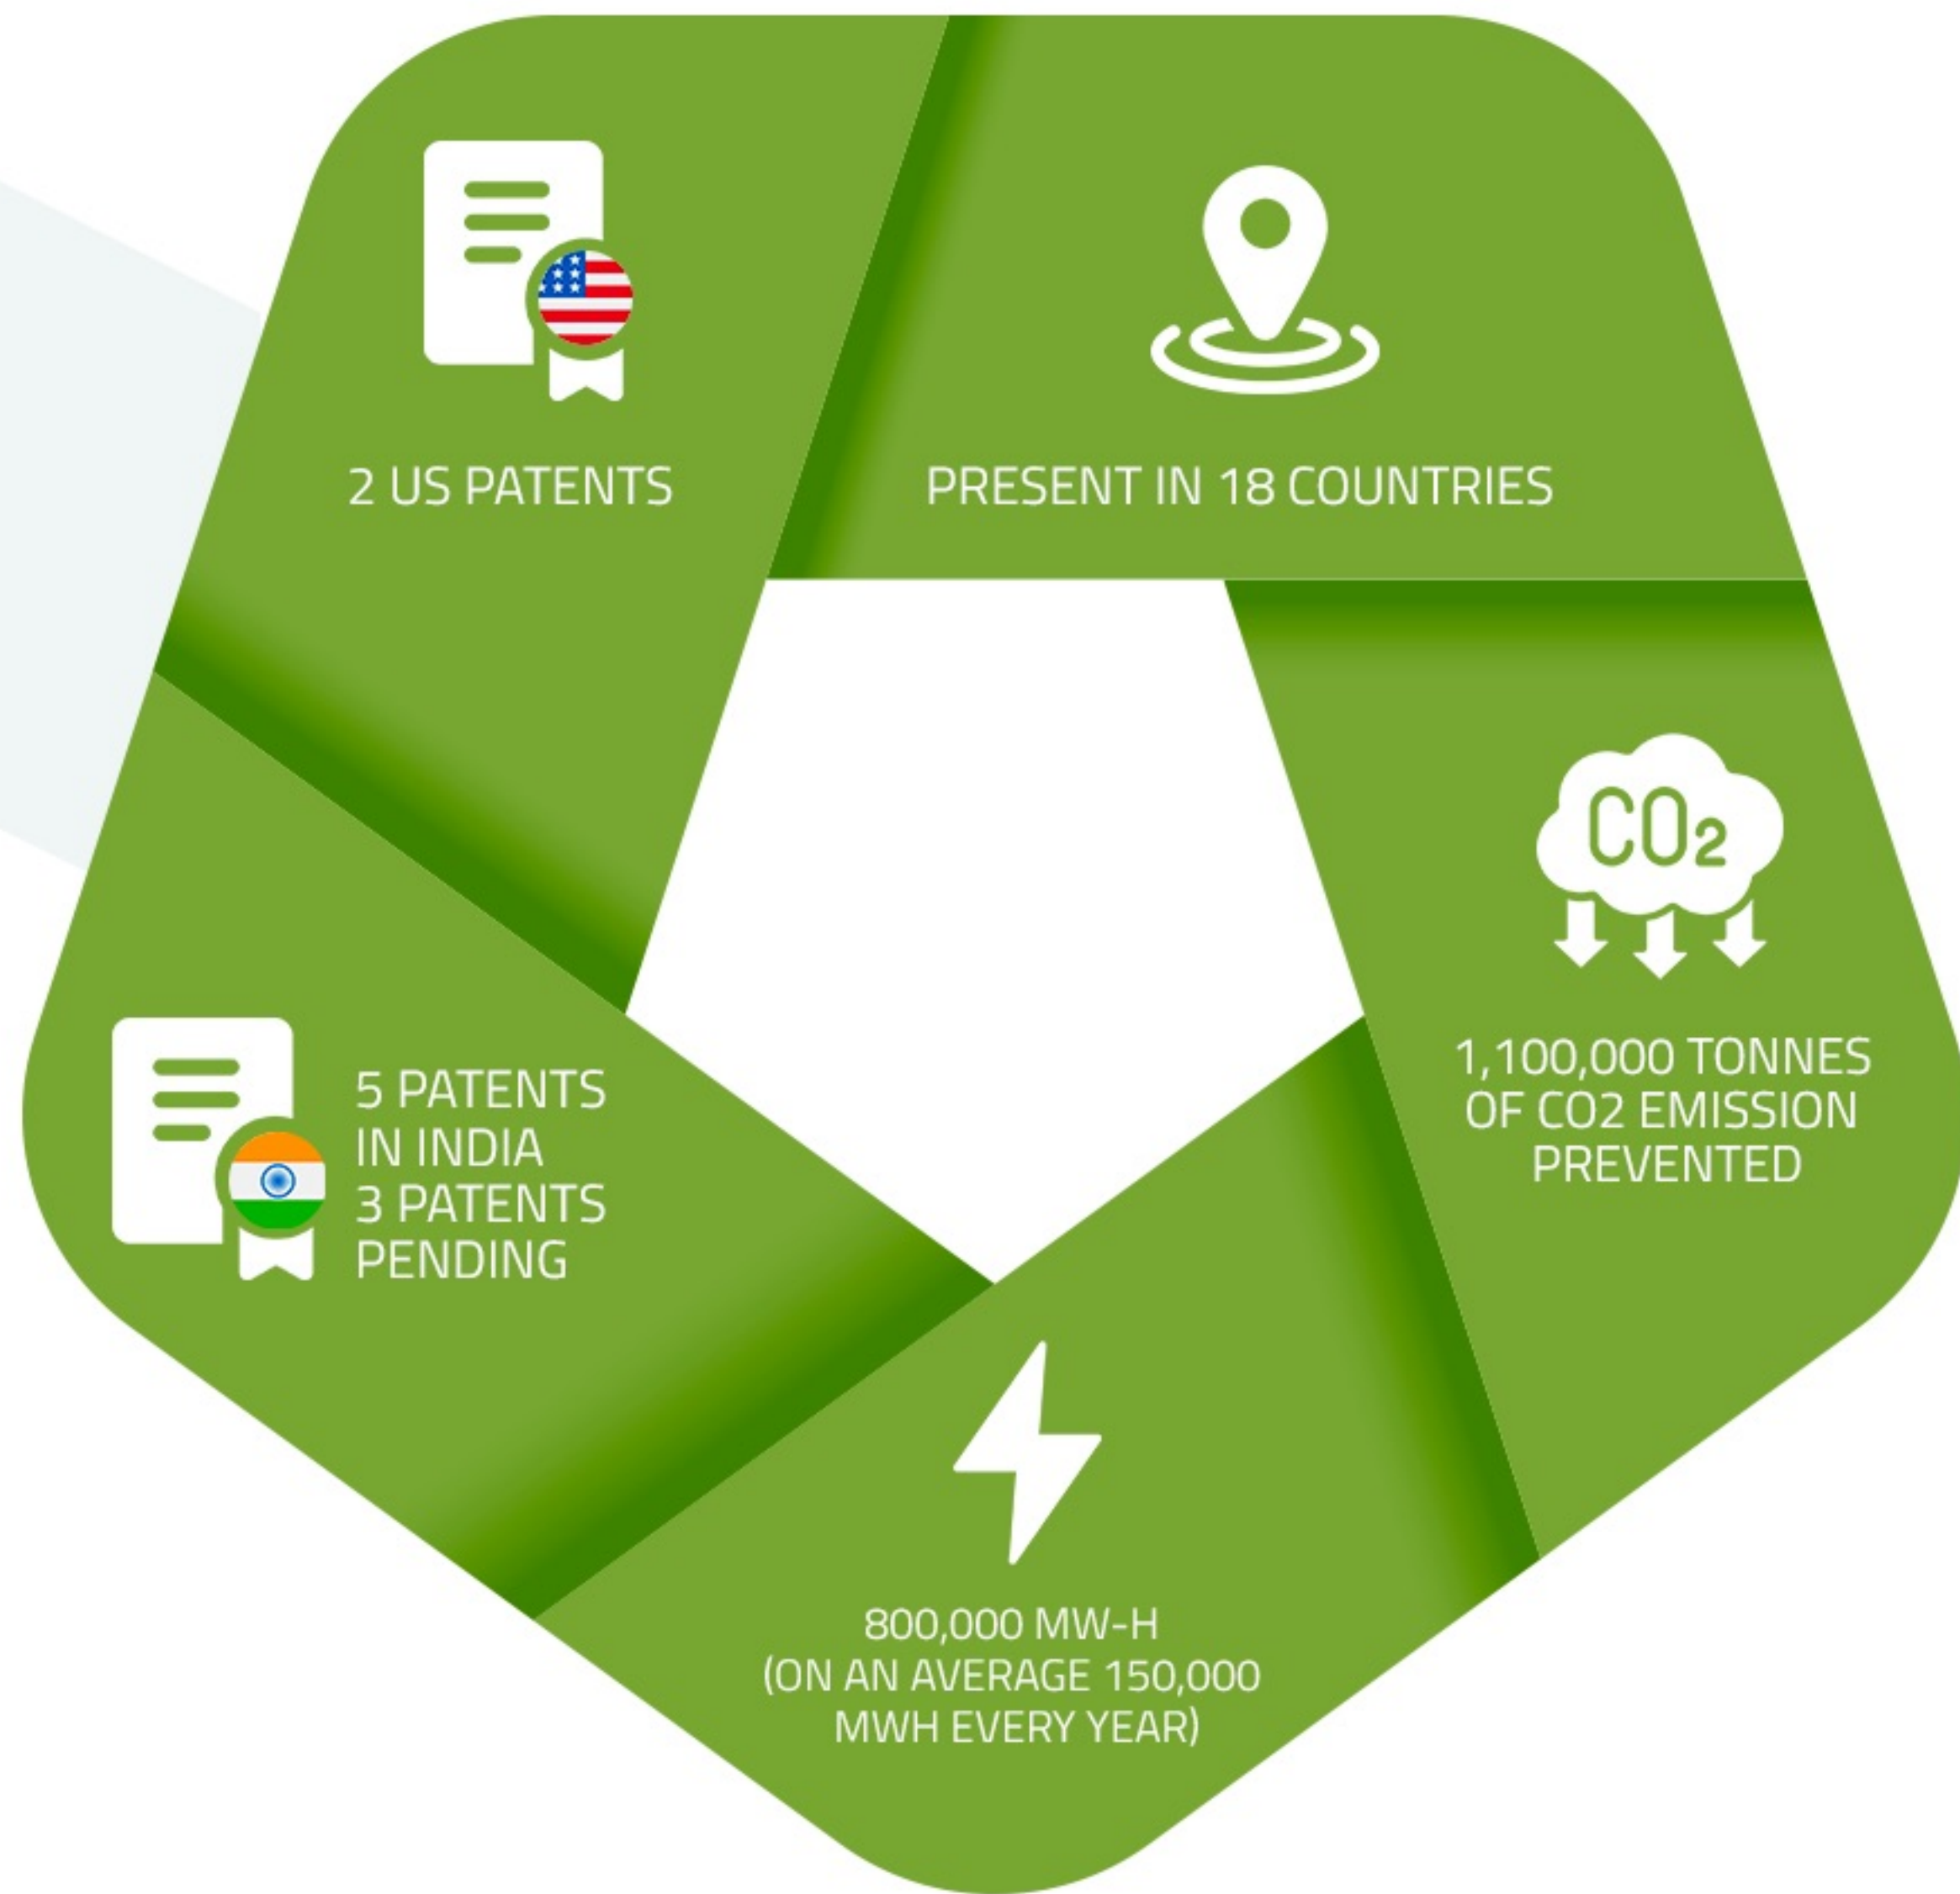 2 US PATENTS
PRESENT IN 18 COUNTRIES
CO2
1,100,000 TONNES
OF CO2 EMISSION
PREVENTED
5 PATENTS
IN INDIA
3 PATENTS
PENDING
800,000 MW-H
(ON AN AVERAGE 150,000
MWH EVERY YEAR)